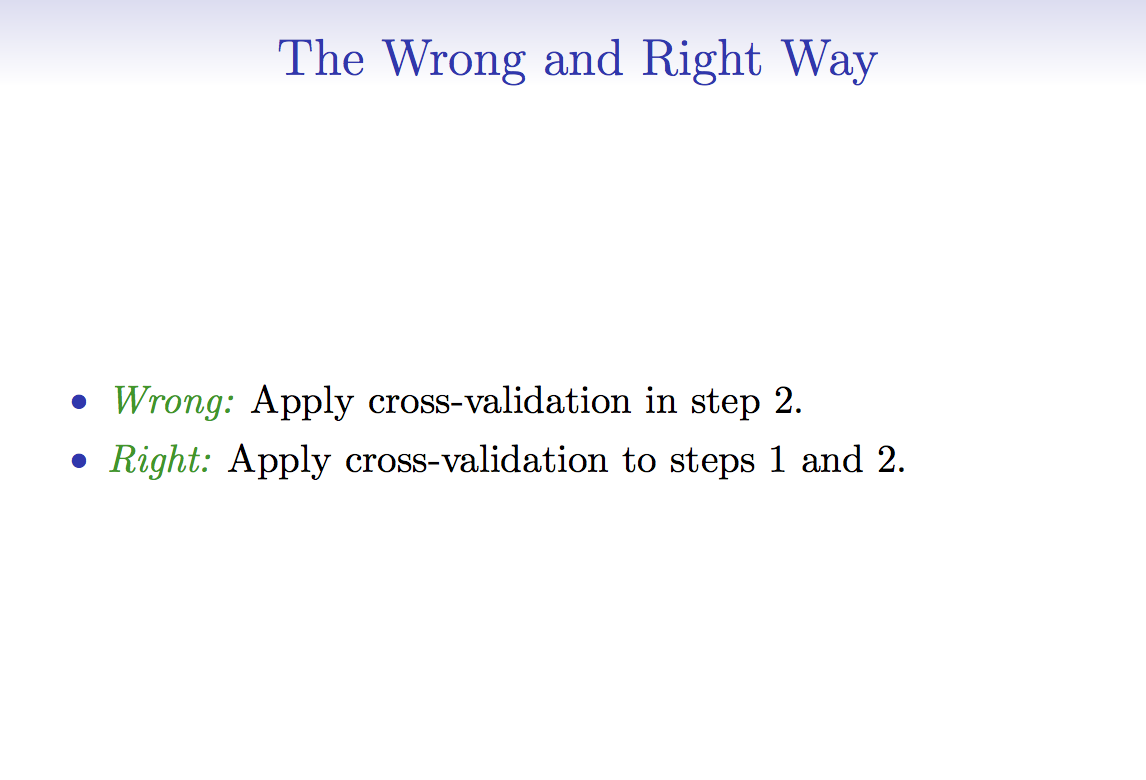 The Wrong and Right Way
• Wrong: Apply cross-validation in step 2.
• Right: Apply cross-validation to steps 1 and 2.